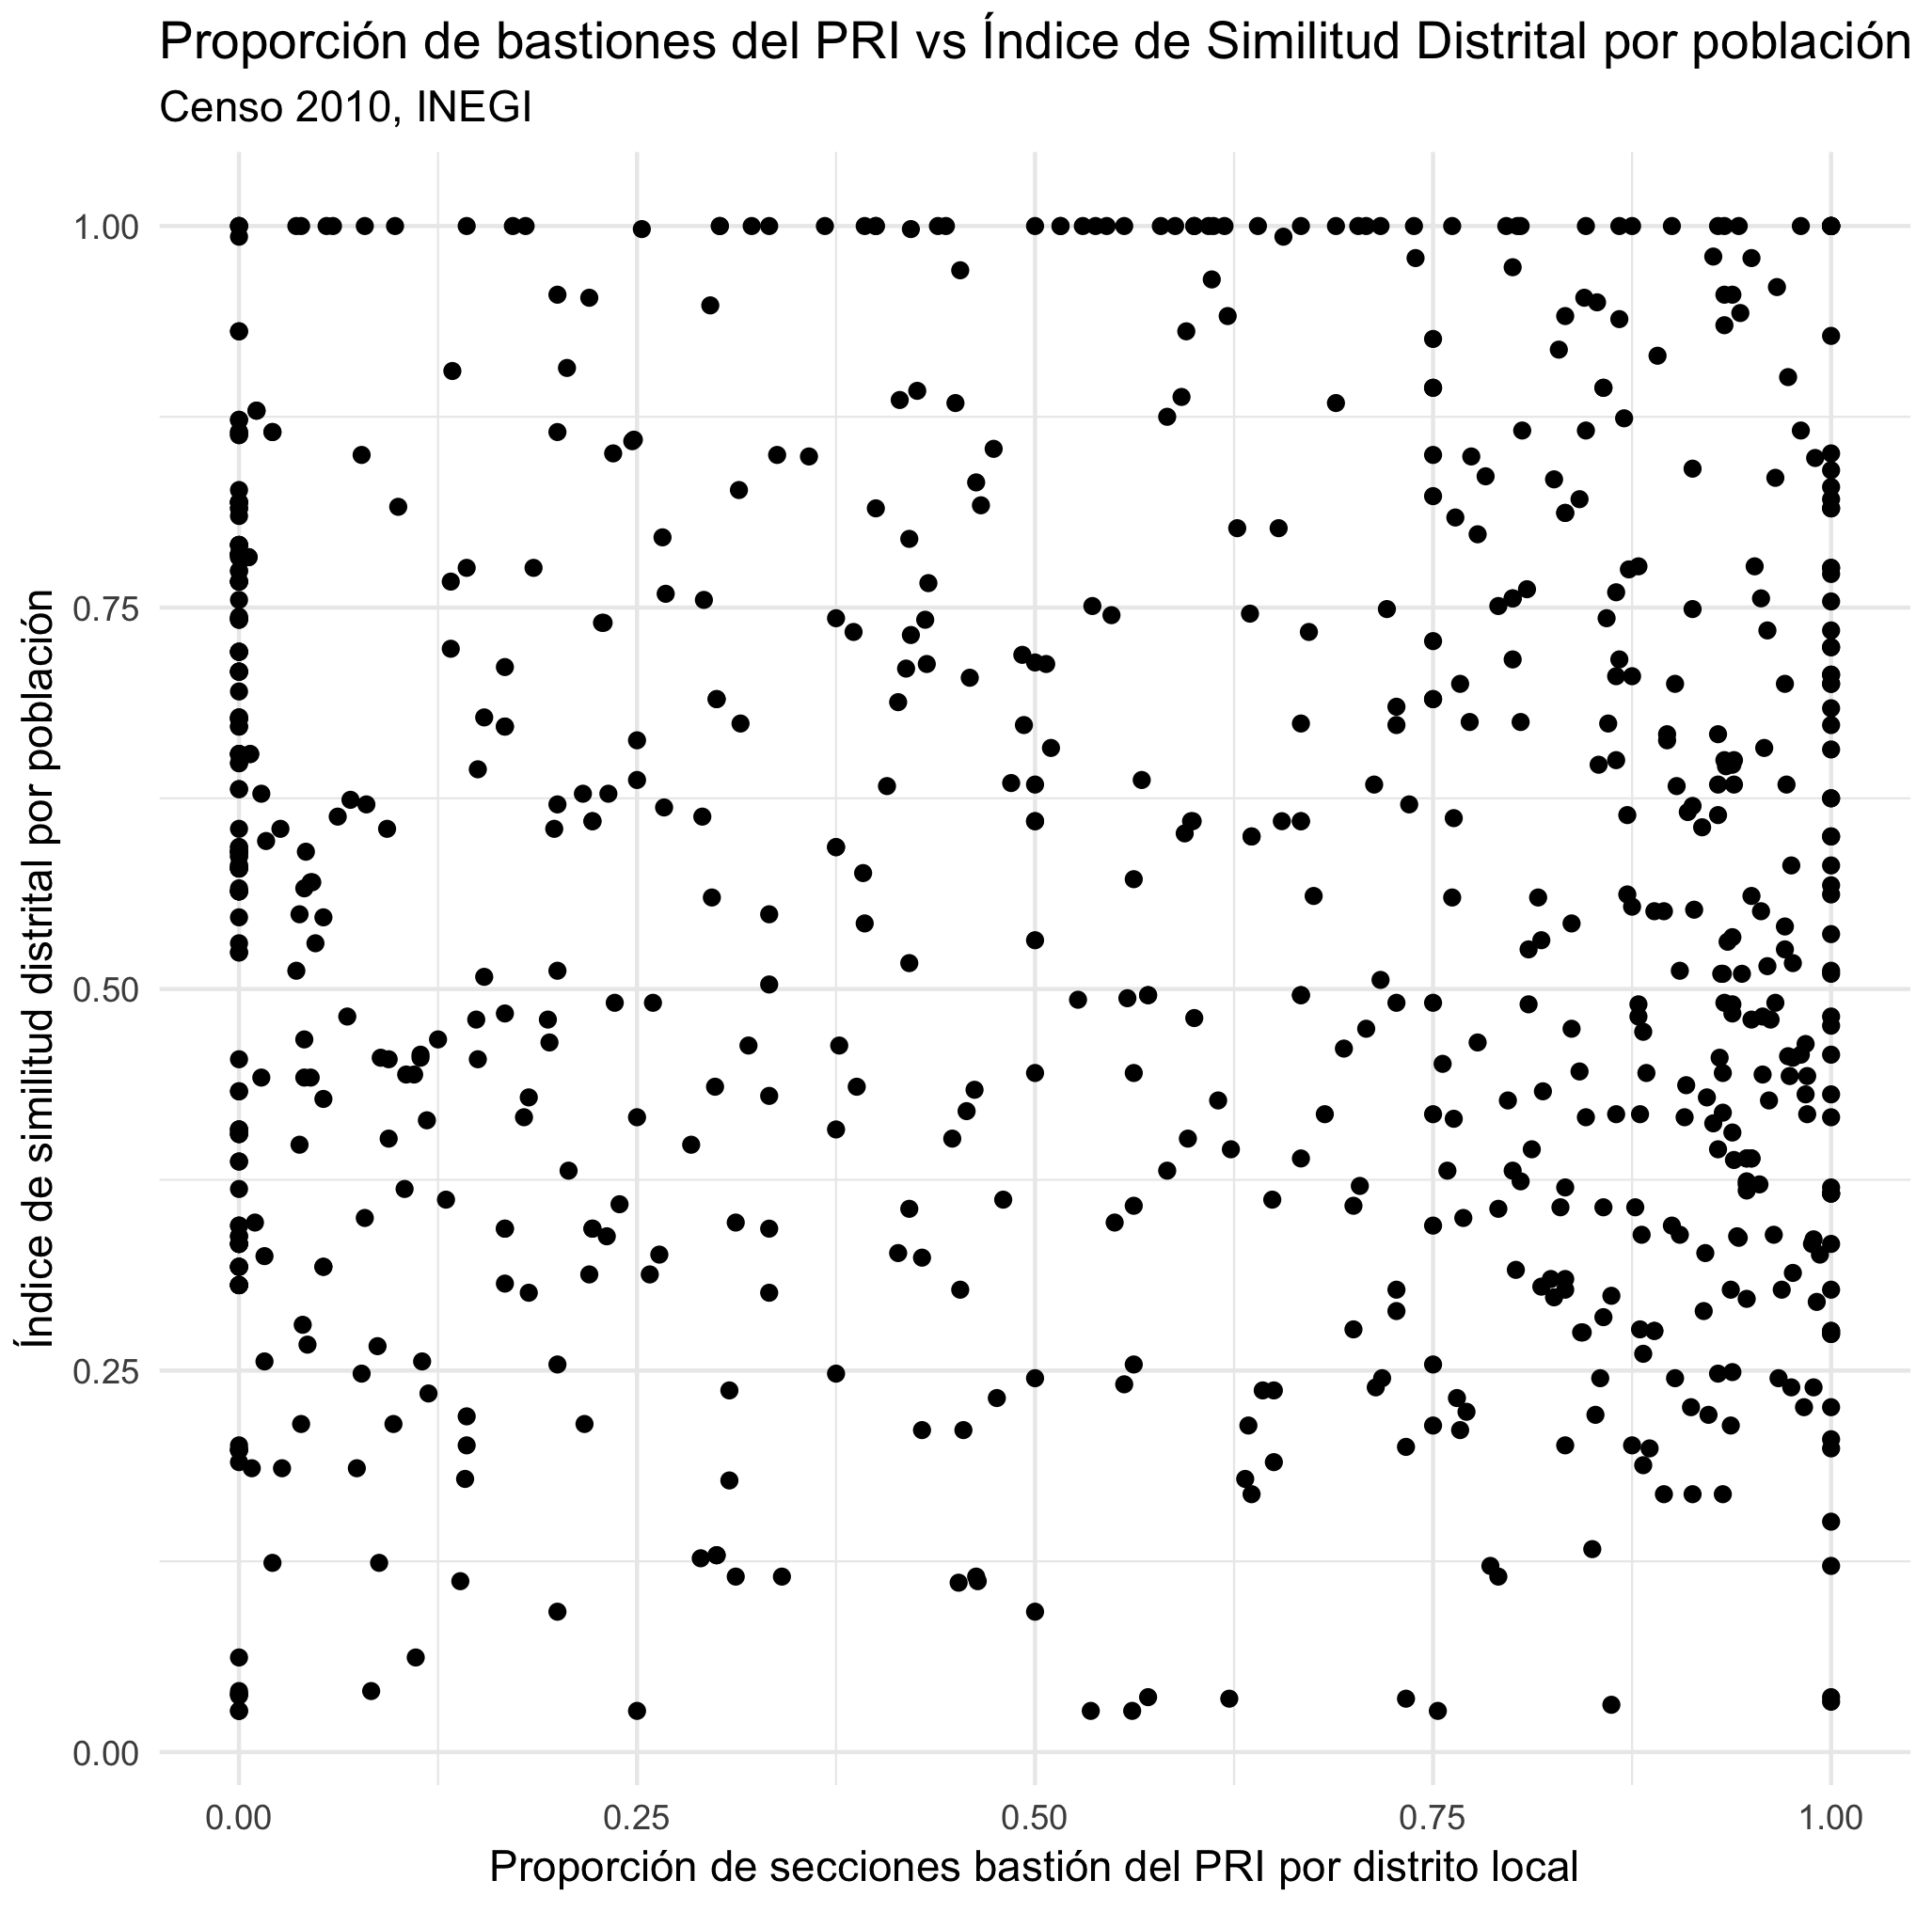 Proporción de bastiones del PRI vs Índice de Similitud Distrital por población
Censo 2010, INEGI
Índice de similitud distrital por población
1.00
0.75
0.50
0.25
0.00
0.00 0.25 0.50 0.75 1.00
Proporción de secciones bastión del PRI por distrito local